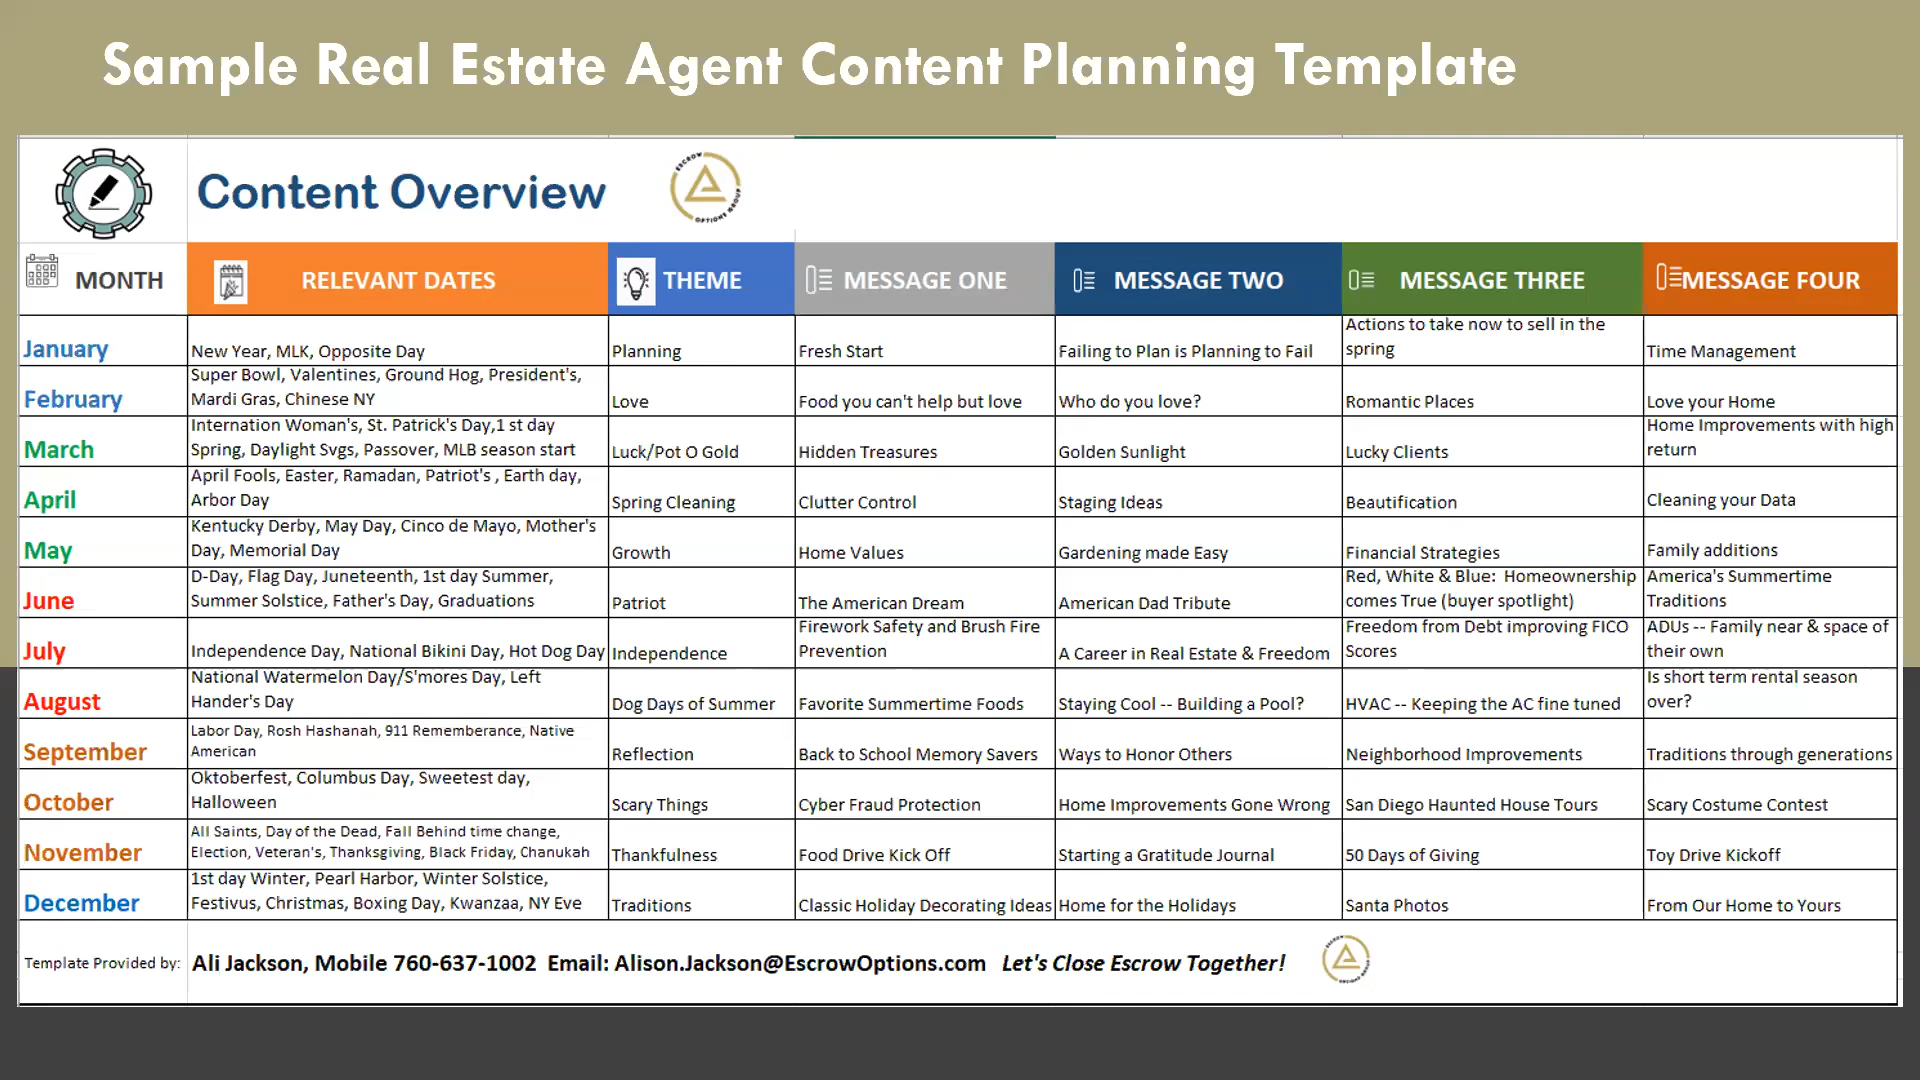 Sample Real Estate Agent Content Planning Template
Content Overview
ESCROW
OPTIONS GROUP
MONTH RELEVANT DATES THEME MESSAGE ONE MESSAGE TWO MESSAGE THREE MESSAGE FOUR
January
New Year, MLK, Opposite Day
Planning
Fresh Start
Failing to Plan is Planning to Fail
Actions to take now to sell in the
spring
Time Management
February
Super Bowl, Valentines, Ground Hog, President's,
Mardi Gras, Chinese NY
Love
Food you can't help but love
Who do you love?
Romantic Places
Love your Home
March
Internation Woman's, St. Patrick's Day,1 st day
Spring, Daylight Svgs, Passover, MLB season start
Luck/Pot O Gold
Hidden Treasures
Golden Sunlight
Lucky Clients
Home Improvements with high
return
April
April Fools, Easter, Ramadan, Patriot's , Earth day,
Arbor Day
Spring Cleaning
Clutter Control
Staging Ideas
Beautification
Cleaning your Data
May
Kentucky Derby, May Day, Cinco de Mayo, Mother's
Day, Memorial Day
Growth
Home Values
Gardening made Easy
Financial Strategies
Family additions
June
D-Day, Flag Day, Juneteenth, 1st day Summer,
Summer Solstice, Father's Day, Graduations
Patriot
The American Dream
American Dad Tribute
Red, White & Blue: Homeownership
comes True (buyer spotlight)
America's Summertime
Traditions
July
Independence Day, National Bikini Day, Hot Dog Day
Independence
Firework Safety and Brush Fire
Prevention
A Career in Real Estate & Freedom
Freedom from Debt improving FICO
Scores
ADUs -- Family near & space of
their own
August
National Watermelon Day/S'mores Day, Left
Hander's Day
Dog Days of Summer
Favorite Summertime Foods
Staying Cool -- Building a Pool?
HVAC -- Keeping the AC fine tuned
Is short term rental season
over?
September
Labor Day, Rosh Hashanah, 911 Rememberance, Native
American
Reflection
Back to School Memory Savers
Ways to Honor Others
Neighborhood Improvements
Traditions through generations
October
Oktoberfest, Columbus Day, Sweetest day,
Halloween
Scary Things
Cyber Fraud Protection
Home Improvements Gone Wrong
San Diego Haunted House Tours
Scary Costume Contest
November
All Saints, Day of the Dead, Fall Behind time change,
Election, Veteran's, Thanksgiving, Black Friday, Chanukah
Thankfulness
Food Drive Kick Off
Starting a Gratitude Journal
50 Days of Giving
Toy Drive Kickoff
December
1st day Winter, Pearl Harbor, Winter Solstice,
Festivus, Christmas, Boxing Day, Kwanzaa, NY Eve
Traditions
Classic Holiday Decorating Ideas
Home for the Holidays
Santa Photos
From Our Home to Yours
Template Provided by: Ali Jackson, Mobile 760-637-1002 Email: Alison.Jackson@EscrowOptions.com Let's Close Escrow Together!
ESCROW
OPTIONS GROUP